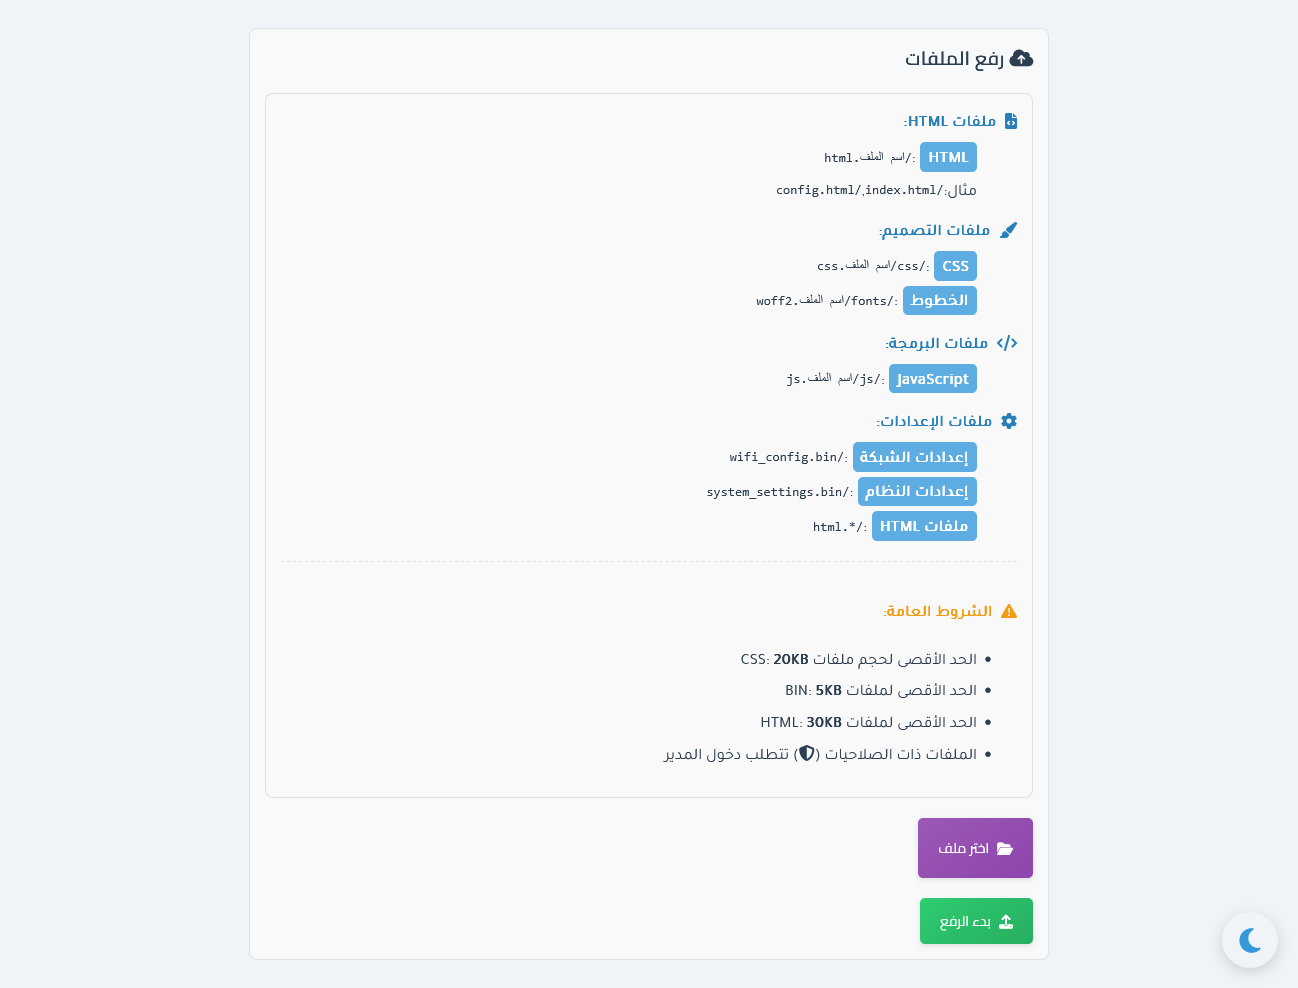 رفع الملفات
ملفات HTML:
HTML :/اسم الملف.html
مثال:/config.html/,index.html
ملفات التصميم:
CSS :/css/اسم الملف.css
الخطوط :/fonts/اسم الملف.woff2
ملفات البرمجة:
JavaScript :/js/اسم الملف.js
ملفات الإعدادات:
إعدادات الشبكة :/wifi_config.bin
إعدادات النظام :/system_settings.bin
ملفات HTML :/*.html
الشروط العامة:
• الحد الأقصى لحجم ملفات CSS: 20KB
• الحد الأقصى لملفات BIN: 5KB
• الحد الأقصى لملفات HTML: 30KB
• الملفات ذات الصلاحيات () تتطلب دخول المدير
اختر ملف
بدء الرفع